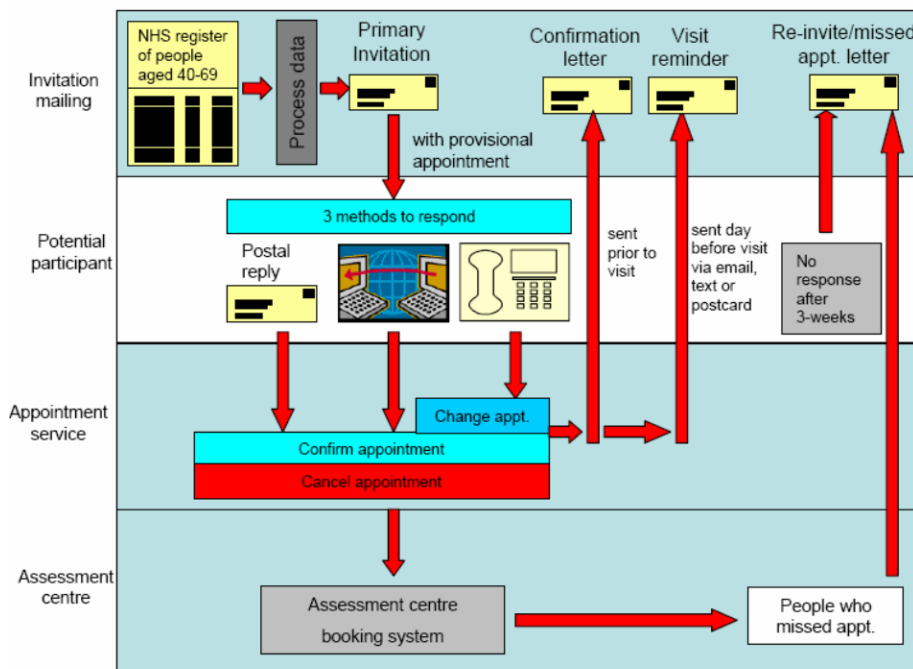 Invitation
mailing
NHS register
of people
aged 40-69
Process data
Primary
Invitation
Confirmation
letter
Visit
reminder
Re-invite/missed
appt. letter
with provisional
appointment
Potential
participant
3 methods to respond
Postal
reply
sent
prior to
visit
sent day
before visit
via email,
text or
postcard
No
response
after
3-weeks
Appointment
service
Change appt.
Confirm appointment
Cancel appointment
Assessment
centre
Assessment centre
booking system
People who
missed appt.